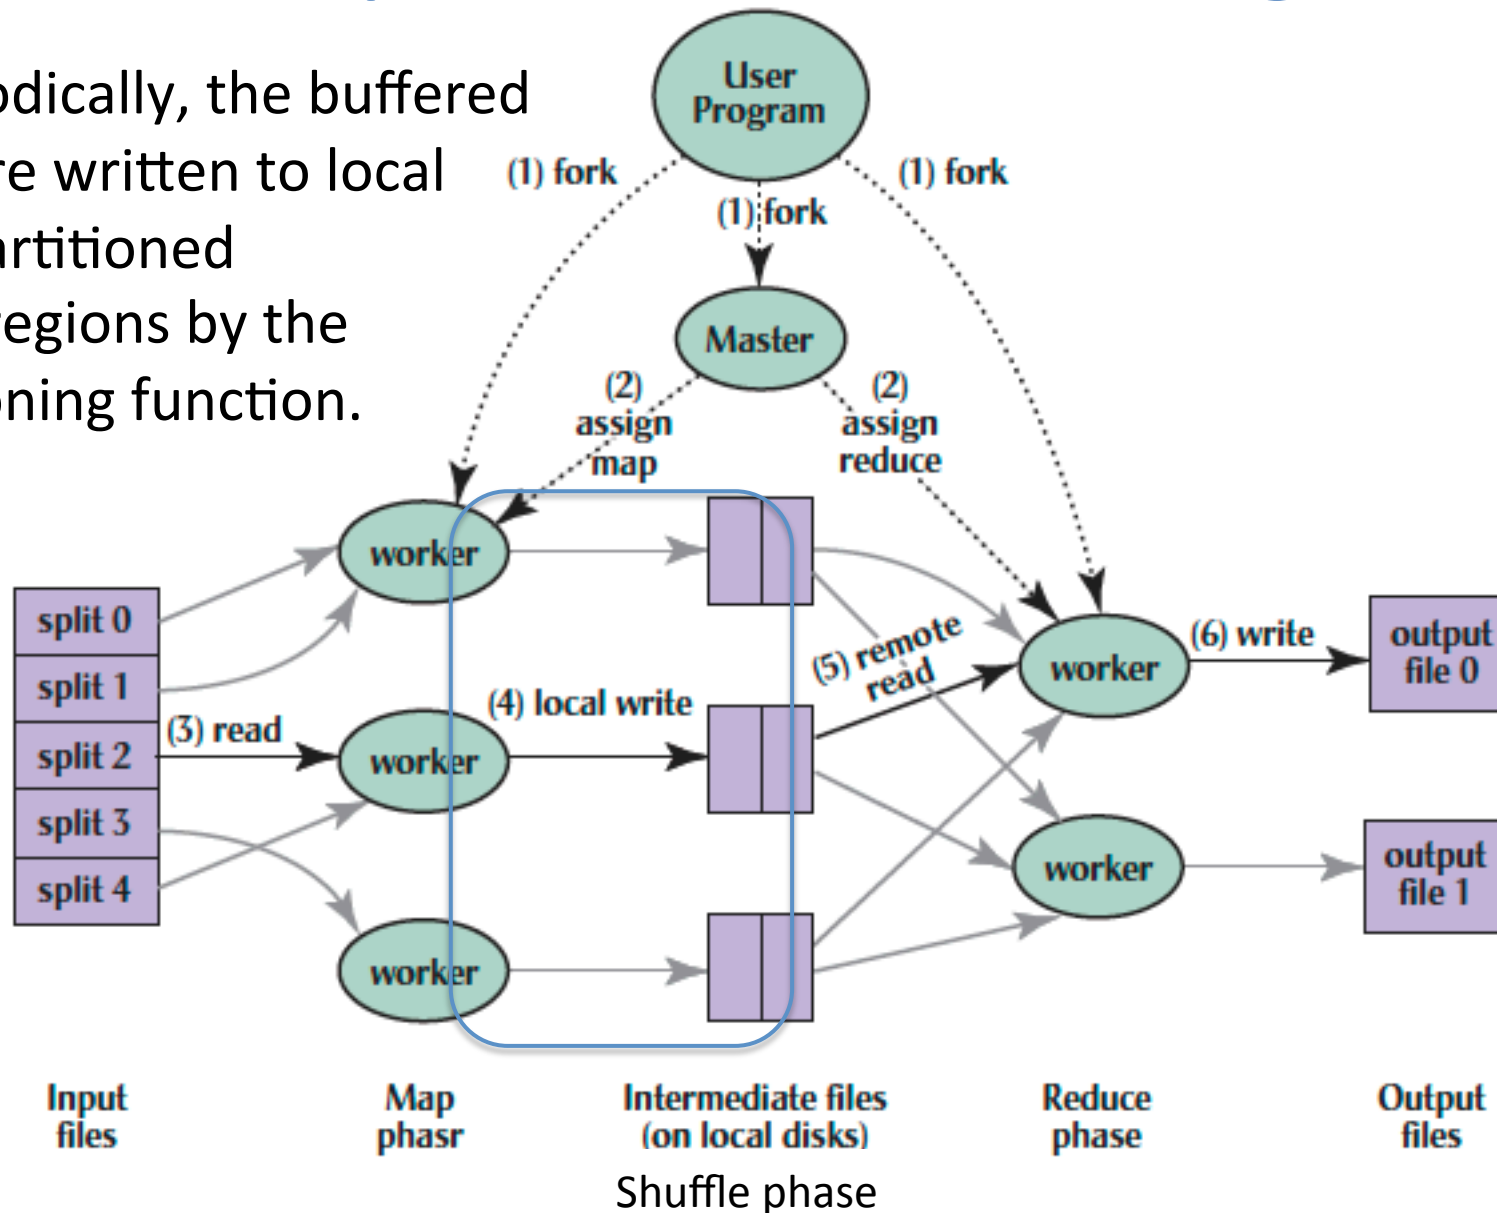 odically, the buffered
re written to local
artitioned
regions by the
oning function.
User
Program
(1) fork
(1) fork
(1) fork
Master
(2)
assign
map
(2)
assign
reduce
worker
split 0
split 1
split 2
split 3
split 4
(3) read
worker
(4) local write
worker
(5) remote
read
worker
(6) write
output
file 0
worker
output
file 1
Input
files
Map
phasr
Intermediate files
(on local disks)
Reduce
phase
Output
files
Shuffle phase